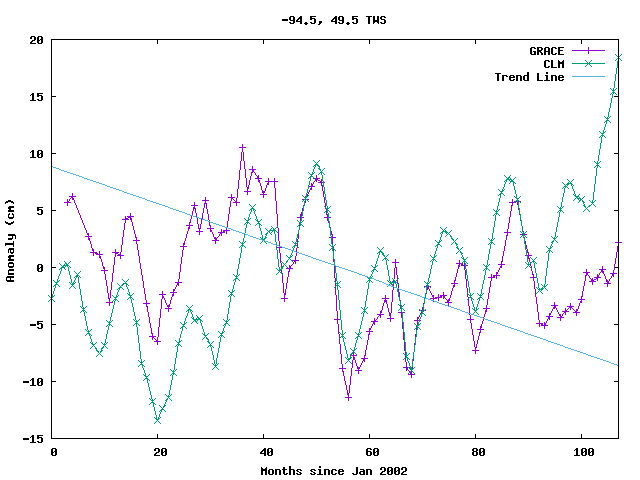 -94.5, 49.5 TWS
GRACE
CLM
Trend Line
20
15
10
5
0
-5
-10
-15
Anomaly (cm)
0 20 40 60 80 100
Months since Jan 2002